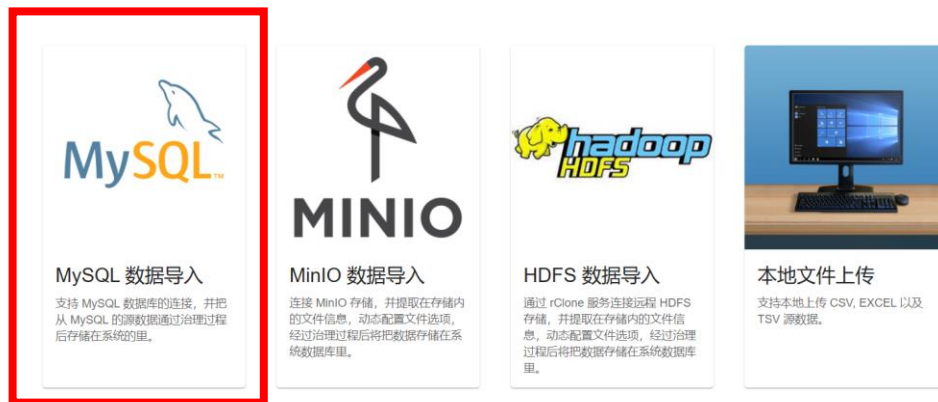 MySQL™
MINIO
hadoop
HDFS
MySQL 数据导入
支持 MySQL 数据库的连接，并把
从 MySQL 的源数据通过治理过程
后存储在系统的里。
MinIO 数据导入
连接 MinIO 存储，并提取在存储内
的文件信息，动态配置文件选项，
经过治理过程后将把数据存储在系
统数据库里。
HDFS 数据导入
通过 rClone 服务连接远程 HDFS
存储，并提取在存储内的文件信
息，动态配置文件选项，经过治理
过程后将把数据存储在系统数据库
里。
本地文件上传
支持本地上传 CSV, EXCEL 以及
TSV 源数据。